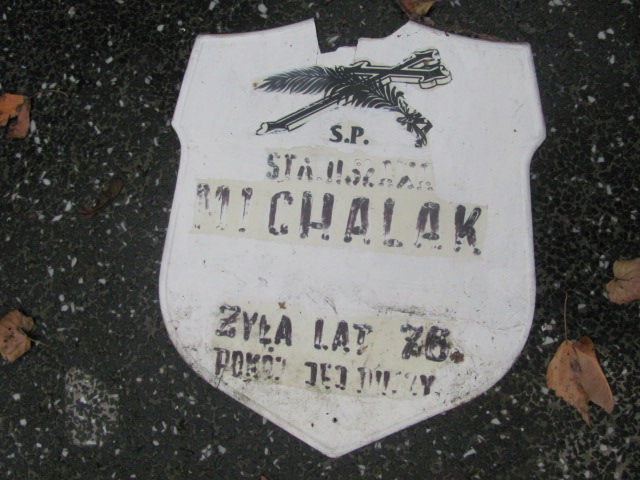 S.P.
MICHALAK
ŻYŁA LAT 76.
POKÓJ JEJ DUSZY.